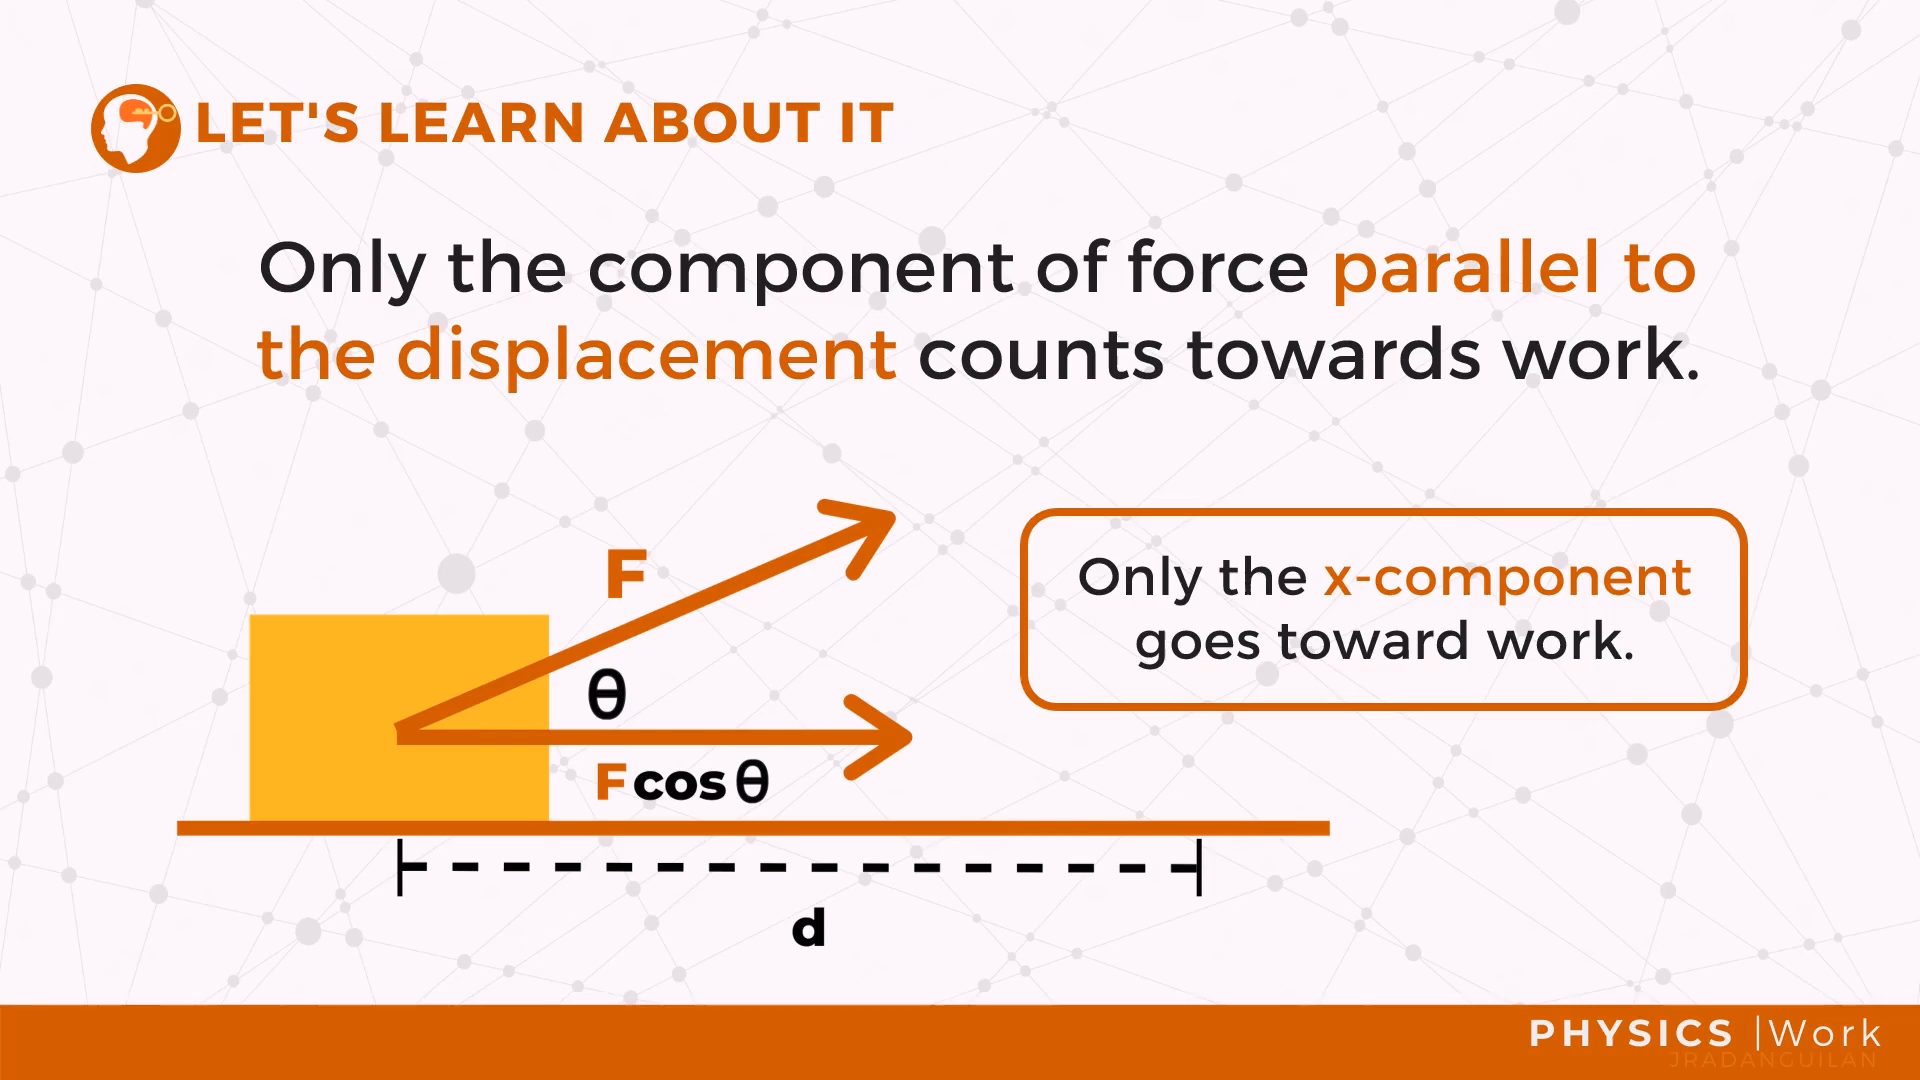 LET'S LEARN ABOUT IT
Only the component of force parallel to
the displacement counts towards work.
F
Only the x-component
goes toward work.
θ
Fcosθ
d
PHYSICS |Work
JRADANGUILAN